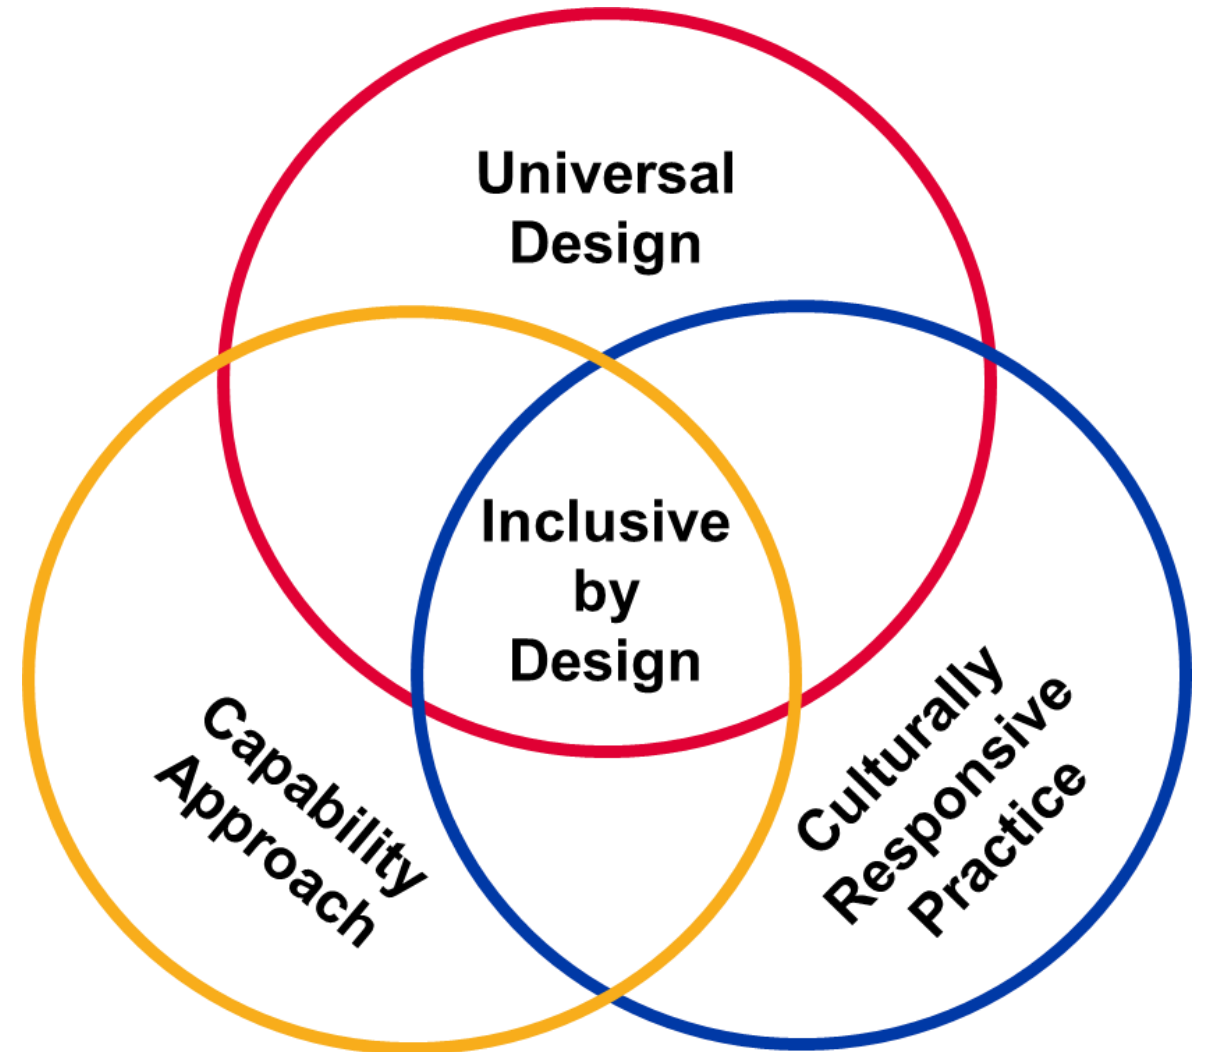 Universal
Design
Inclusive
by
Design
Capability
Approach
Culturally
Responsive
Practice